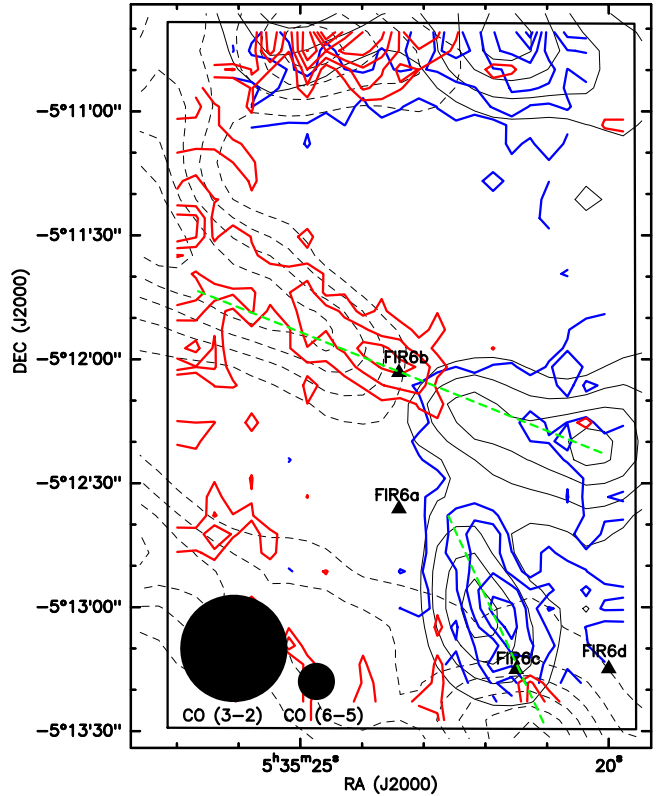 −5°11'00"
−5°11'30"
DEC (J2000)
−5°12'00"
FIR6b
−5°12'30"
FIR6a
−5°13'00"
FIR6c
FIR6d
CO (3−2)
CO (6−5)
−5°13'30"
5ʰ35ᵐ25ˢ
20ˢ
RA (J2000)